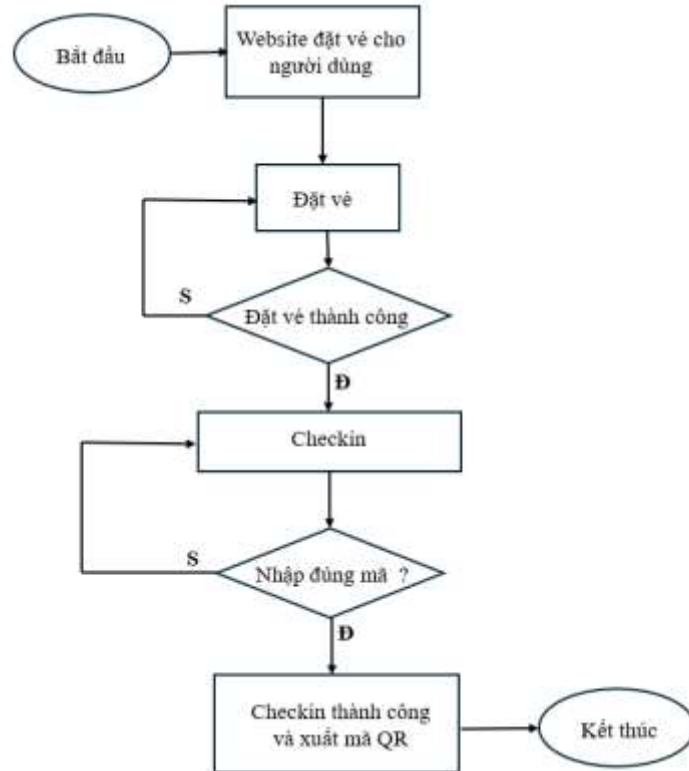 Bắt đầu
Website đặt vé cho
người dùng
Đặt vé
S
Đặt vé thành công
Đ
Checkin
S
Nhập đúng mã ?
Đ
Checkin thành công
và xuất mã QR
Kết thúc